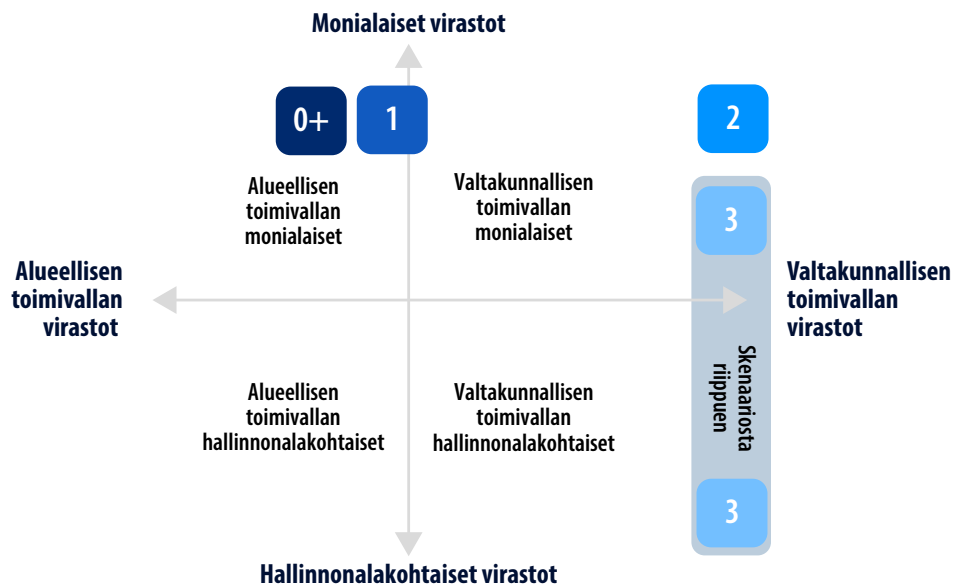 Monialaiset virastot
0+
1
2
Alueellisen
toimivallan
monialaiset
Valtakunnallisen
toimivallan
monialaiset
3
Alueellisen
toimivallan
virastot
Valtakunnallisen
toimivallan
virastot
Skenaariosta
riippuen
Alueellisen
toimivallan
hallinnonalakohtaiset
Valtakunnallisen
toimivallan
hallinnonalakohtaiset
3
Hallinnonalakohtaiset virastot